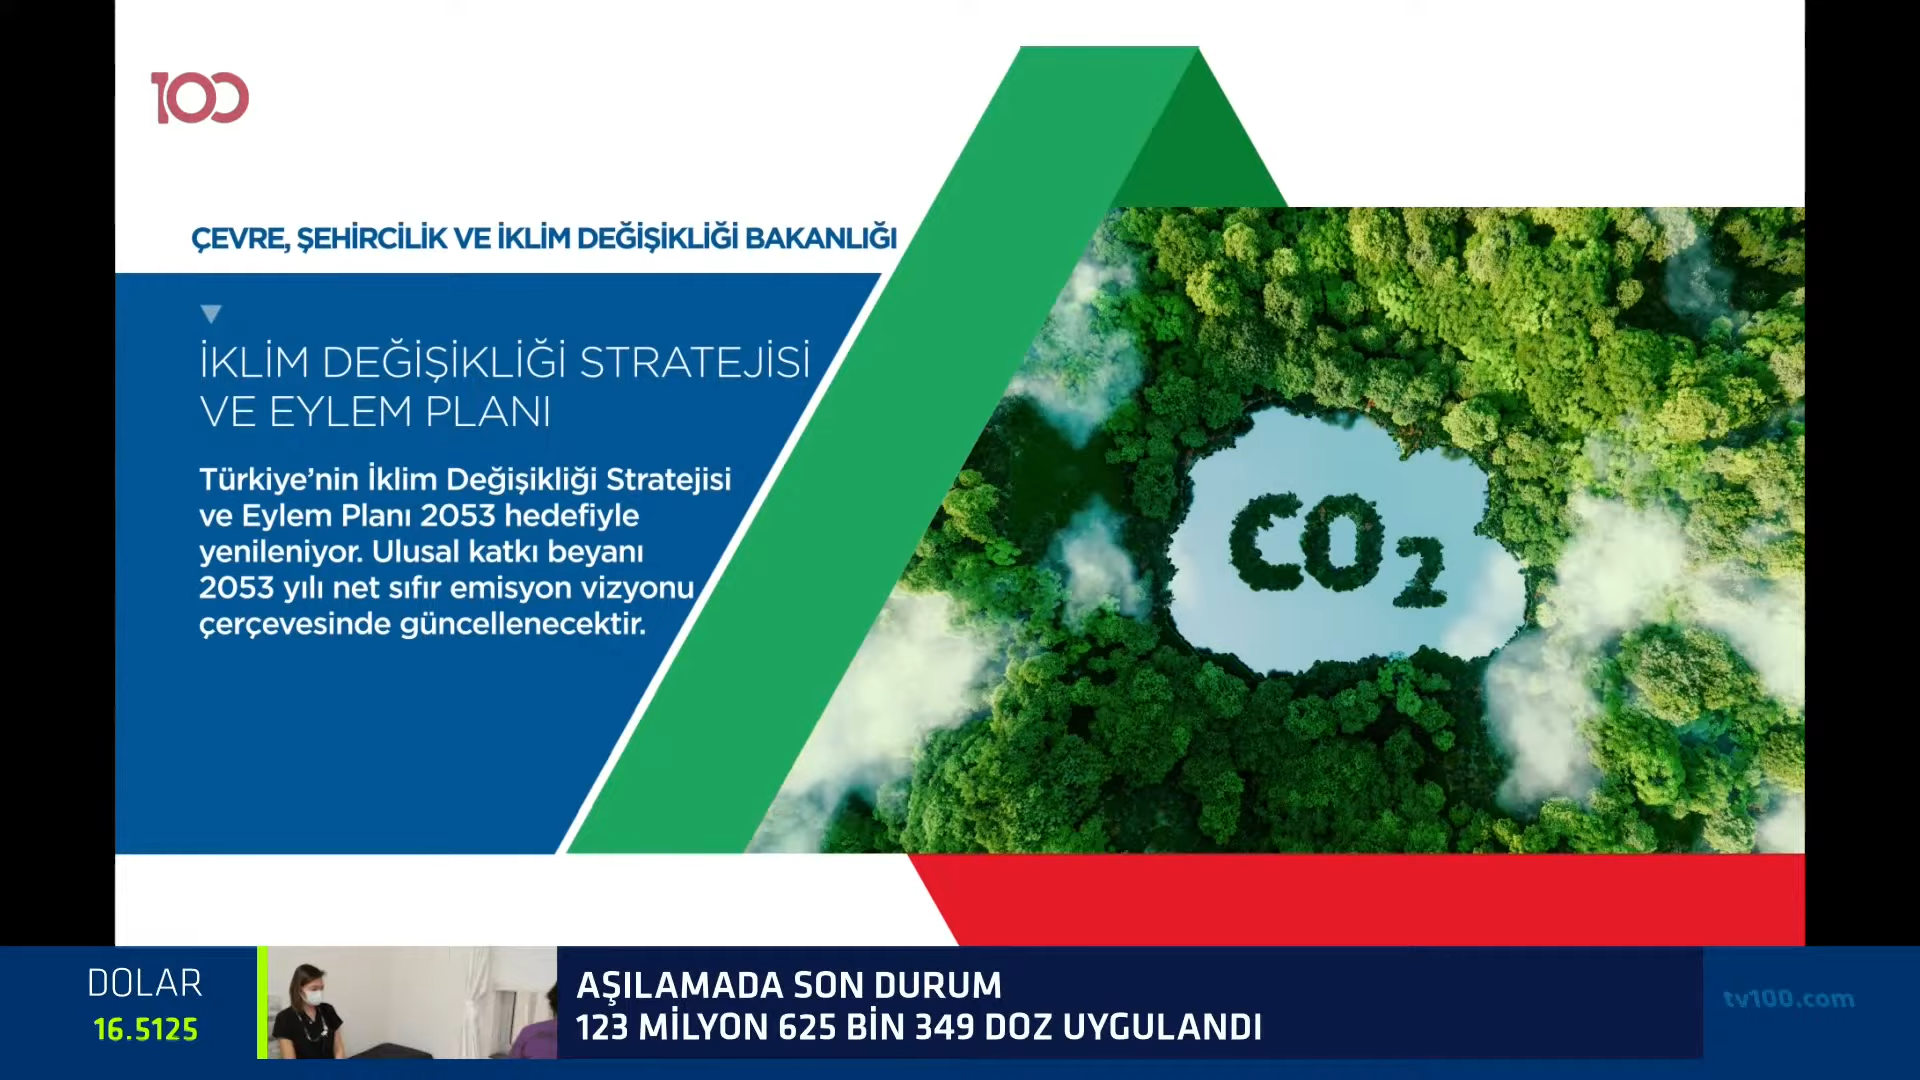 100
ÇEVRE, ŞEHİRCİLİK VE İKLİM DEĞİŞİKLİĞİ BAKANLIĞI
İKLİM DEĞİŞİKLİĞİ STRATEJİSİ
VE EYLEM PLANI
Türkiye’nin İklim Değişikliği Stratejisi
ve Eylem Planı 2053 hedefiyle
yenileniyor. Ulusal katkı beyanı
2053 yılı net sıfır emisyon vizyonu
çerçevesinde güncellenecektir.
CO2
DOLAR
16.5125
AŞILAMADA SON DURUM
123 MİLYON 625 BİN 349 DOZ UYGULANDI
tv100.com